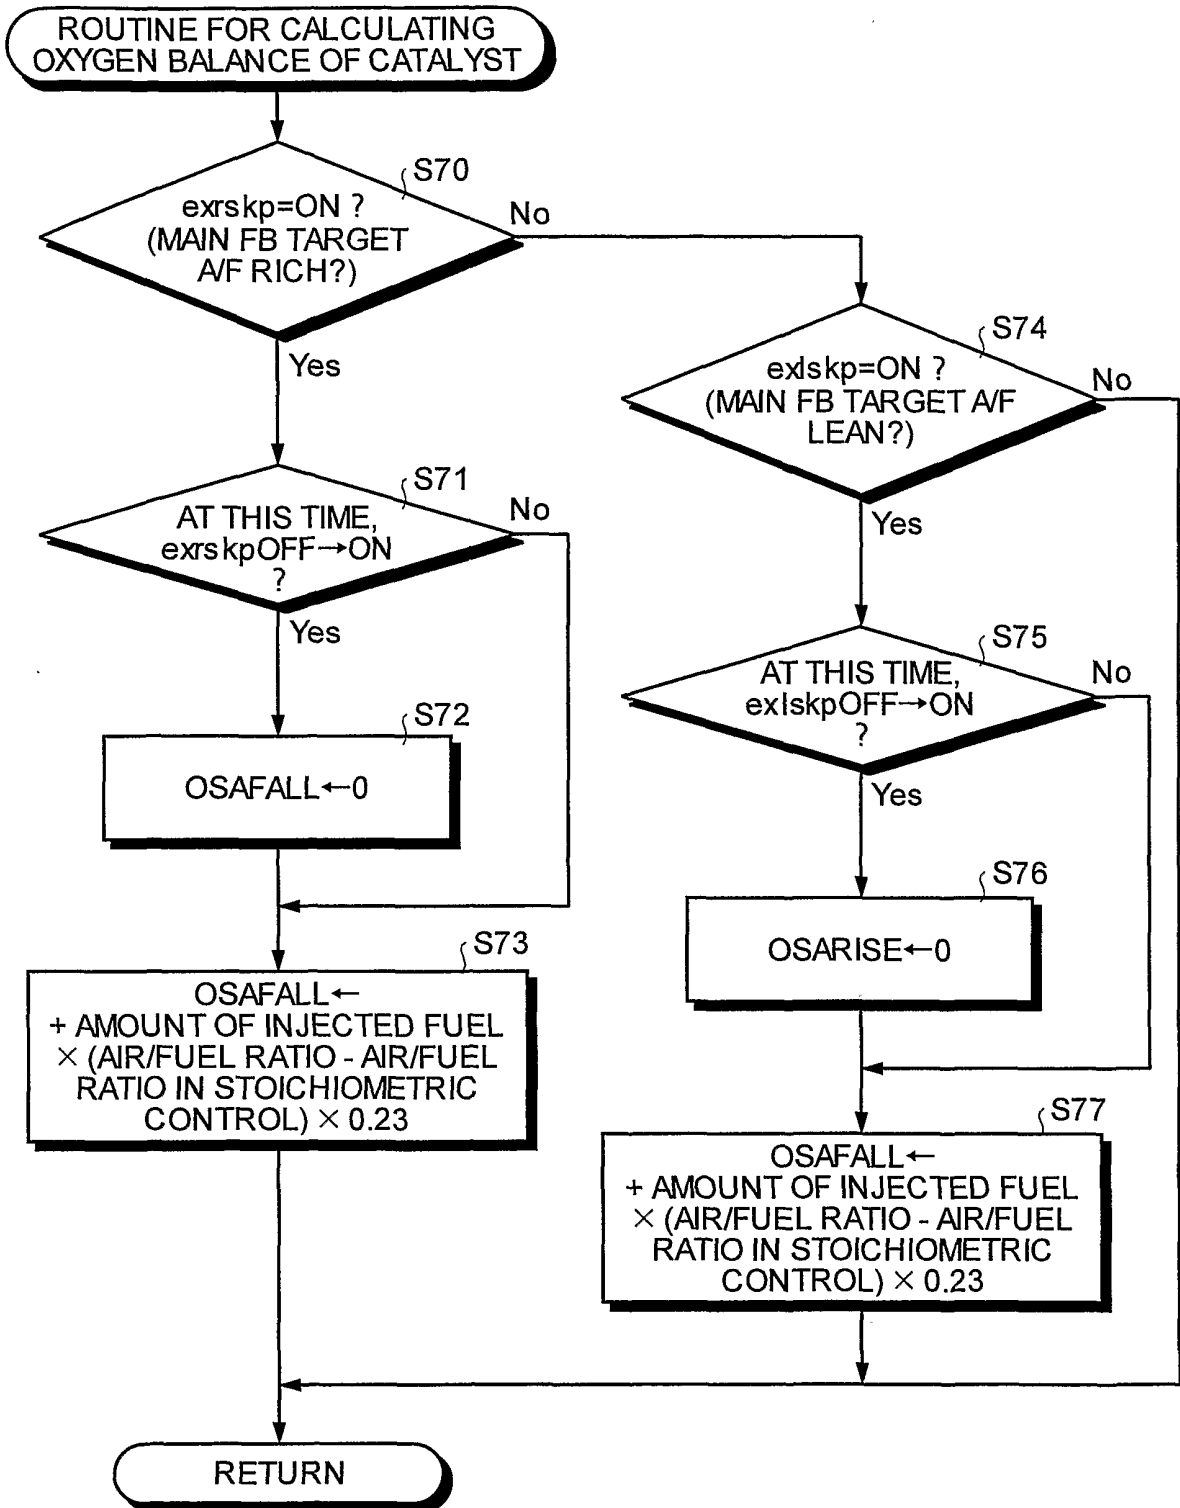 ROUTINE FOR CALCULATING
OXYGEN BALANCE OF CATALYST
S70
exrskp=ON ?
(MAIN FB TARGET
A/F RICH?)
No
Yes
S74
exlskp=ON ?
(MAIN FB TARGET A/F
LEAN?)
No
Yes
S71
AT THIS TIME,
exrskpOFF→ON
?
No
Yes
S75
AT THIS TIME,
exlskpOFF→ON
?
No
Yes
S72
OSAFALL←0
S76
OSARISE←0
S73
OSAFALL←
+ AMOUNT OF INJECTED FUEL
× (AIR/FUEL RATIO - AIR/FUEL
RATIO IN STOICHIOMETRIC
CONTROL) × 0.23
S77
OSAFALL←
+ AMOUNT OF INJECTED FUEL
× (AIR/FUEL RATIO - AIR/FUEL
RATIO IN STOICHIOMETRIC
CONTROL) × 0.23
RETURN